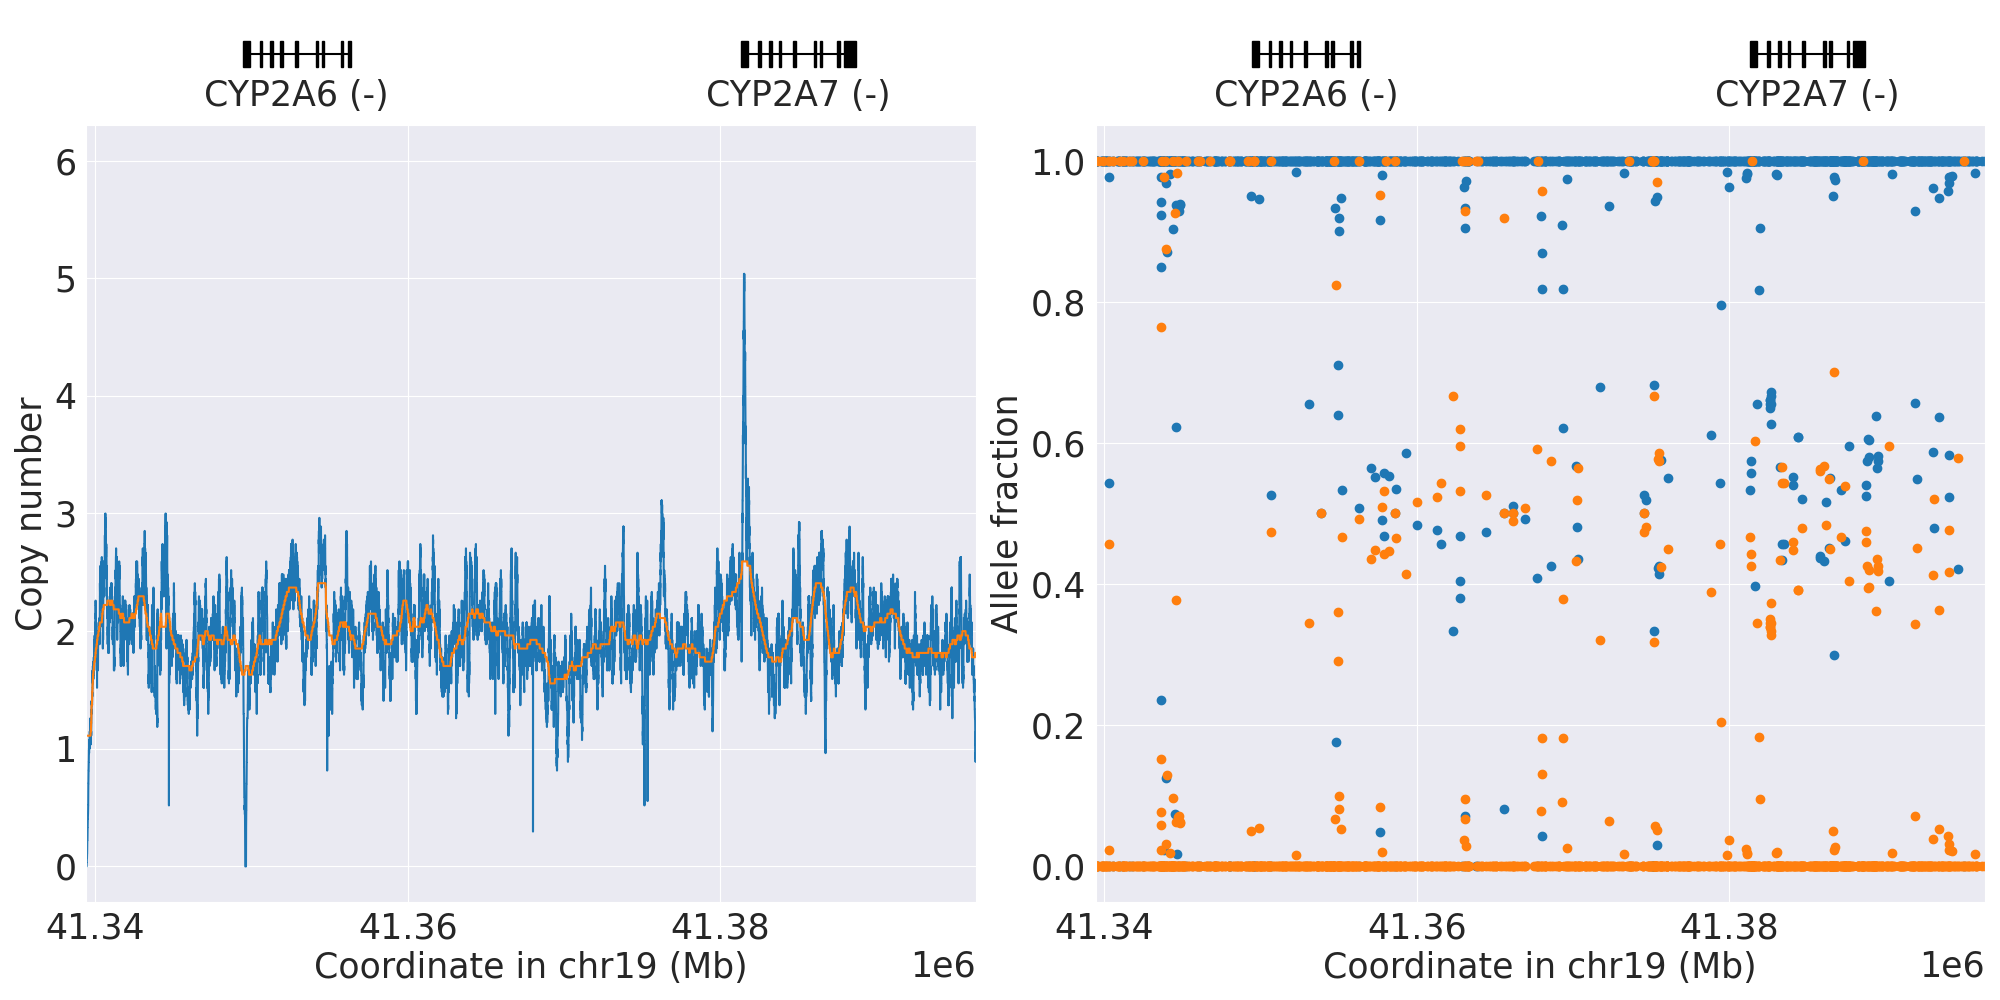 CYP2A6 (-)
CYP2A7 (-)
6
5
4
3
2
1
0
Copy number
41.34
41.36
41.38
Coordinate in chr19 (Mb)
1e6
CYP2A6 (-)
CYP2A7 (-)
1.0
0.8
0.6
0.4
0.2
0.0
Allele fraction
41.34
41.36
41.38
Coordinate in chr19 (Mb)
1e6